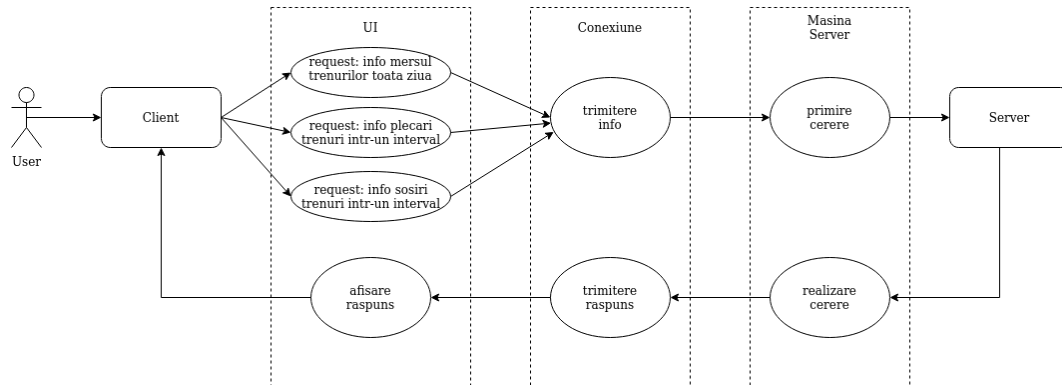 UI
Conexiune
Masina
Server
request: info mersul
trenurilor toata ziua
request: info plecari
trenuri intr-un interval
request: info sosiri
trenuri intr-un interval
User
Client
trimitere
info
primire
cerere
Server
afisare
raspuns
trimitere
raspuns
realizare
cerere